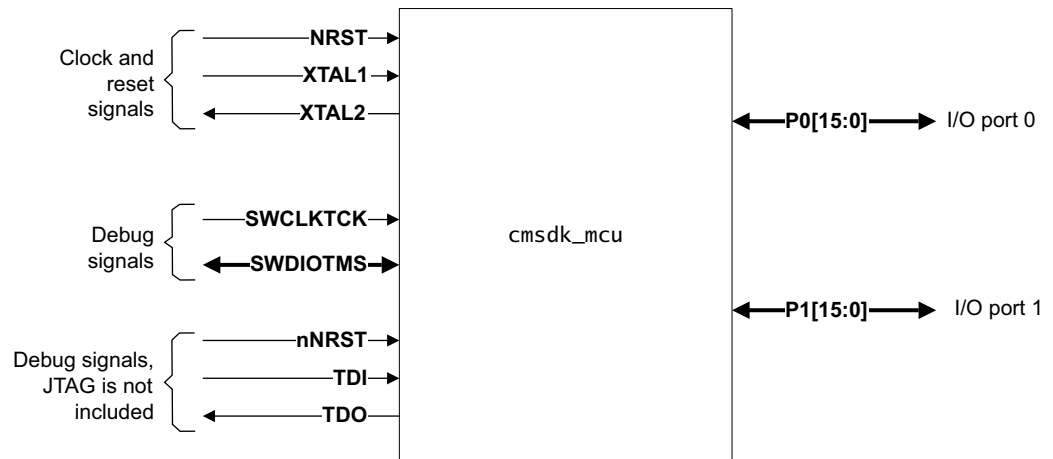 Clock and
reset
signals
NRST
XTAL1
XTAL2
Debug
signals
SWCLKTCK
SWDIOTMS
Debug signals,
JTAG is not
included
nNRST
TDI
TDO
cmsdk_mcu
P0[15:0]
I/O port 0
P1[15:0]
I/O port 1